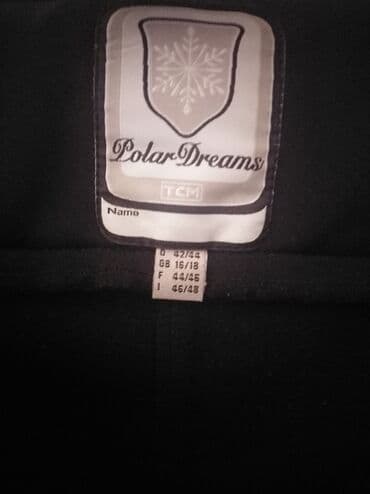 Polar Dreams
TCM
Name
D 42/44
GB 16/18
F 44/46
I 46/48